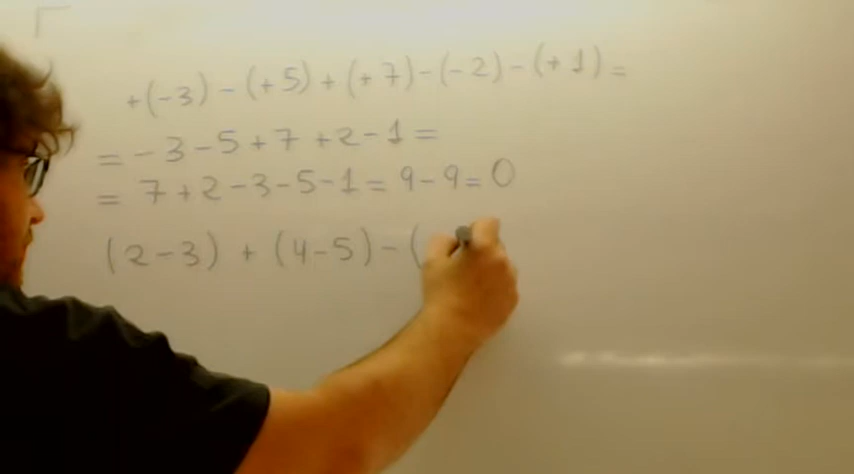 +(-3)-(+5)+(+7)-(-2)-(+1)=
=-3-5+7+2-1=
=7+2-3-5-1=9-9=0
(2-3)+(4-5)-(